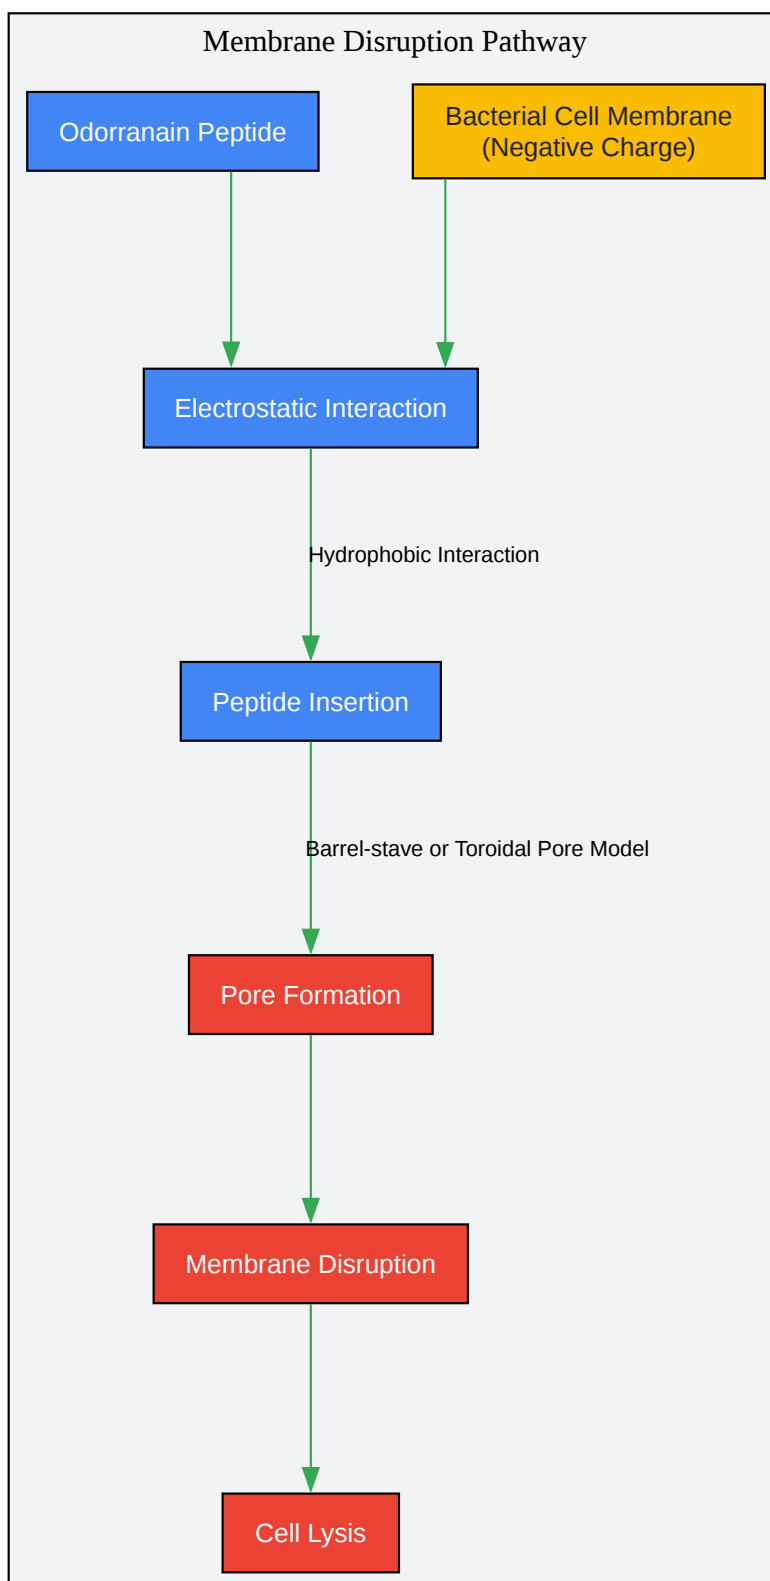 Membrane Disruption Pathway
Odorranain Peptide
Bacterial Cell Membrane
(Negative Charge)
Electrostatic Interaction
Hydrophobic Interaction
Peptide Insertion
Barrel-stave or Toroidal Pore Model
Pore Formation
Membrane Disruption
Cell Lysis